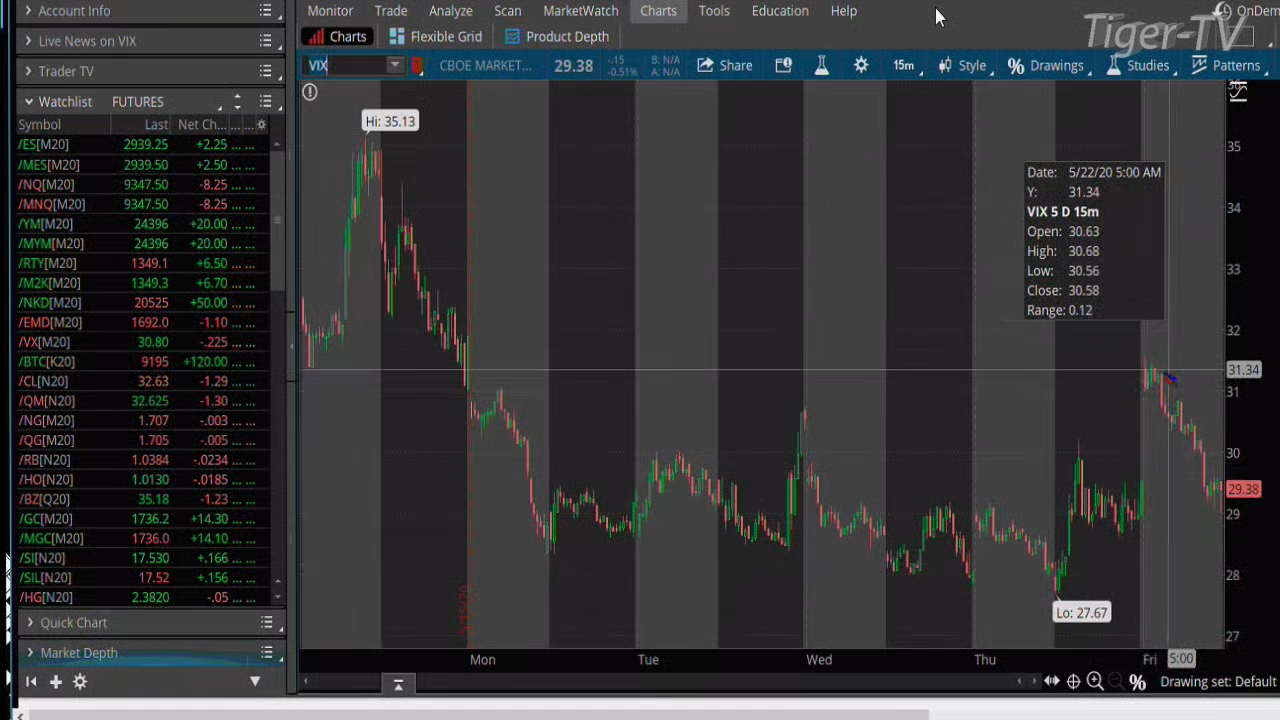 Account Info
Live News on VIX
Trader TV
Watchlist FUTURES
Symbol Last Net Ch... ... ...
/ES[M20] 2939.25 +2.25 ... ...
/MES[M20] 2939.50 +2.50 ... ...
/NQ[M20] 9347.50 -8.25 ... ...
/MNQ[M20] 9347.50 -8.25 ... ...
/YM[M20] 24396 +20.00 ... ...
/MYM[M20] 24396 +20.00 ... ...
/RTY[M20] 1349.1 +6.50 ... ...
/M2K[M20] 1349.3 +6.70 ... ...
/NKD[M20] 20525 +50.00 ... ...
/EMD[M20] 1692.0 -1.10 ... ...
/VX[M20] 30.80 -.225 ... ...
/BTC[K20] 9195 +120.00 ... ...
/CL[N20] 32.63 -1.29 ... ...
/QM[N20] 32.625 -1.30 ... ...
/NG[M20] 1.707 -.003 ... ...
/QG[M20] 1.705 -.005 ... ...
/RB[N20] 1.0384 -.0234 ... ...
/HO[N20] 1.0130 -.0185 ... ...
/BZ[Q20] 35.18 -1.23 ... ...
/GC[M20] 1736.2 +14.30 ... ...
/MGC[M20] 1736.0 +14.10 ... ...
/SI[N20] 17.530 +.166 ... ...
/SIL[N20] 17.52 +.156 ... ...
/HG[N20] 2.3820 -.05 ... ...
Quick Chart
Market Depth
Monitor Trade Analyze Scan MarketWatch Charts Tools Education Help
OnDem
Tiger-TV
Charts Flexible Grid Product Depth
VIX CBOE MARKET... 29.38 -.15 -0.51% B: N/A A: N/A Share 15m Style % Drawings Studies Patterns
Hi: 35.13
35
34
33
32
31.34
31
30
29.38
29
28
27
Date: 5/22/20 5:00 AM
Y: 31.34
VIX 5 D 15m
Open: 30.63
High: 30.68
Low: 30.56
Close: 30.58
Range: 0.12
5/15/20
Lo: 27.67
Mon Tue Wed Thu Fri 5:00
% Drawing set: Default